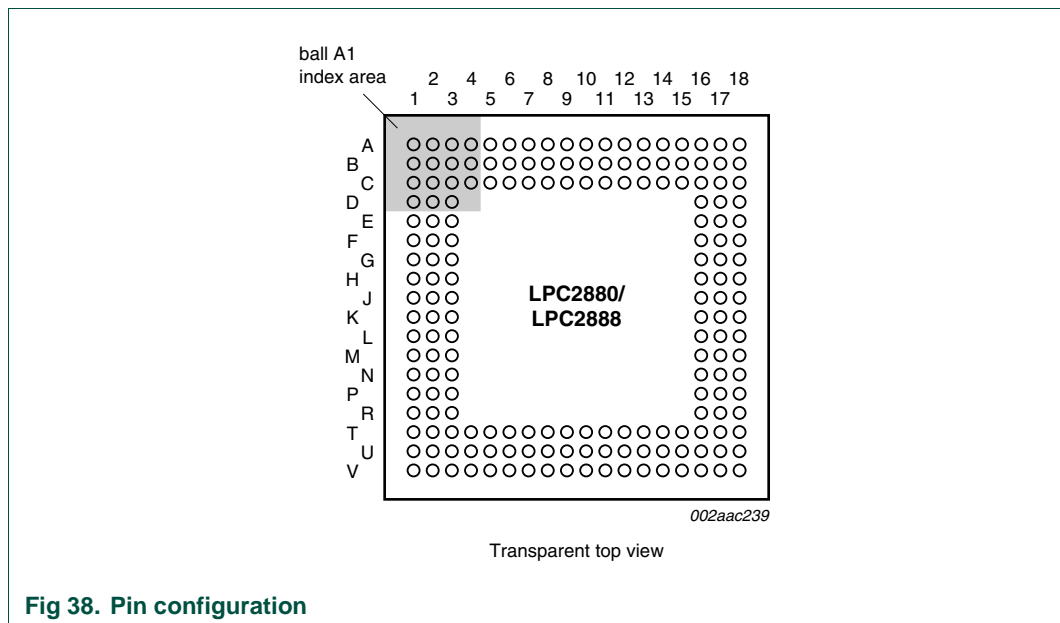 ball A1
index area
2 4 6 8 10 12 14 16 18
1 3 5 7 9 11 13 15 17
A
B
C
D
E
F
G
H
J
K
L
M
N
P
R
T
U
V
LPC2880/
LPC2888
002aac239
Transparent top view
Fig 38. Pin configuration